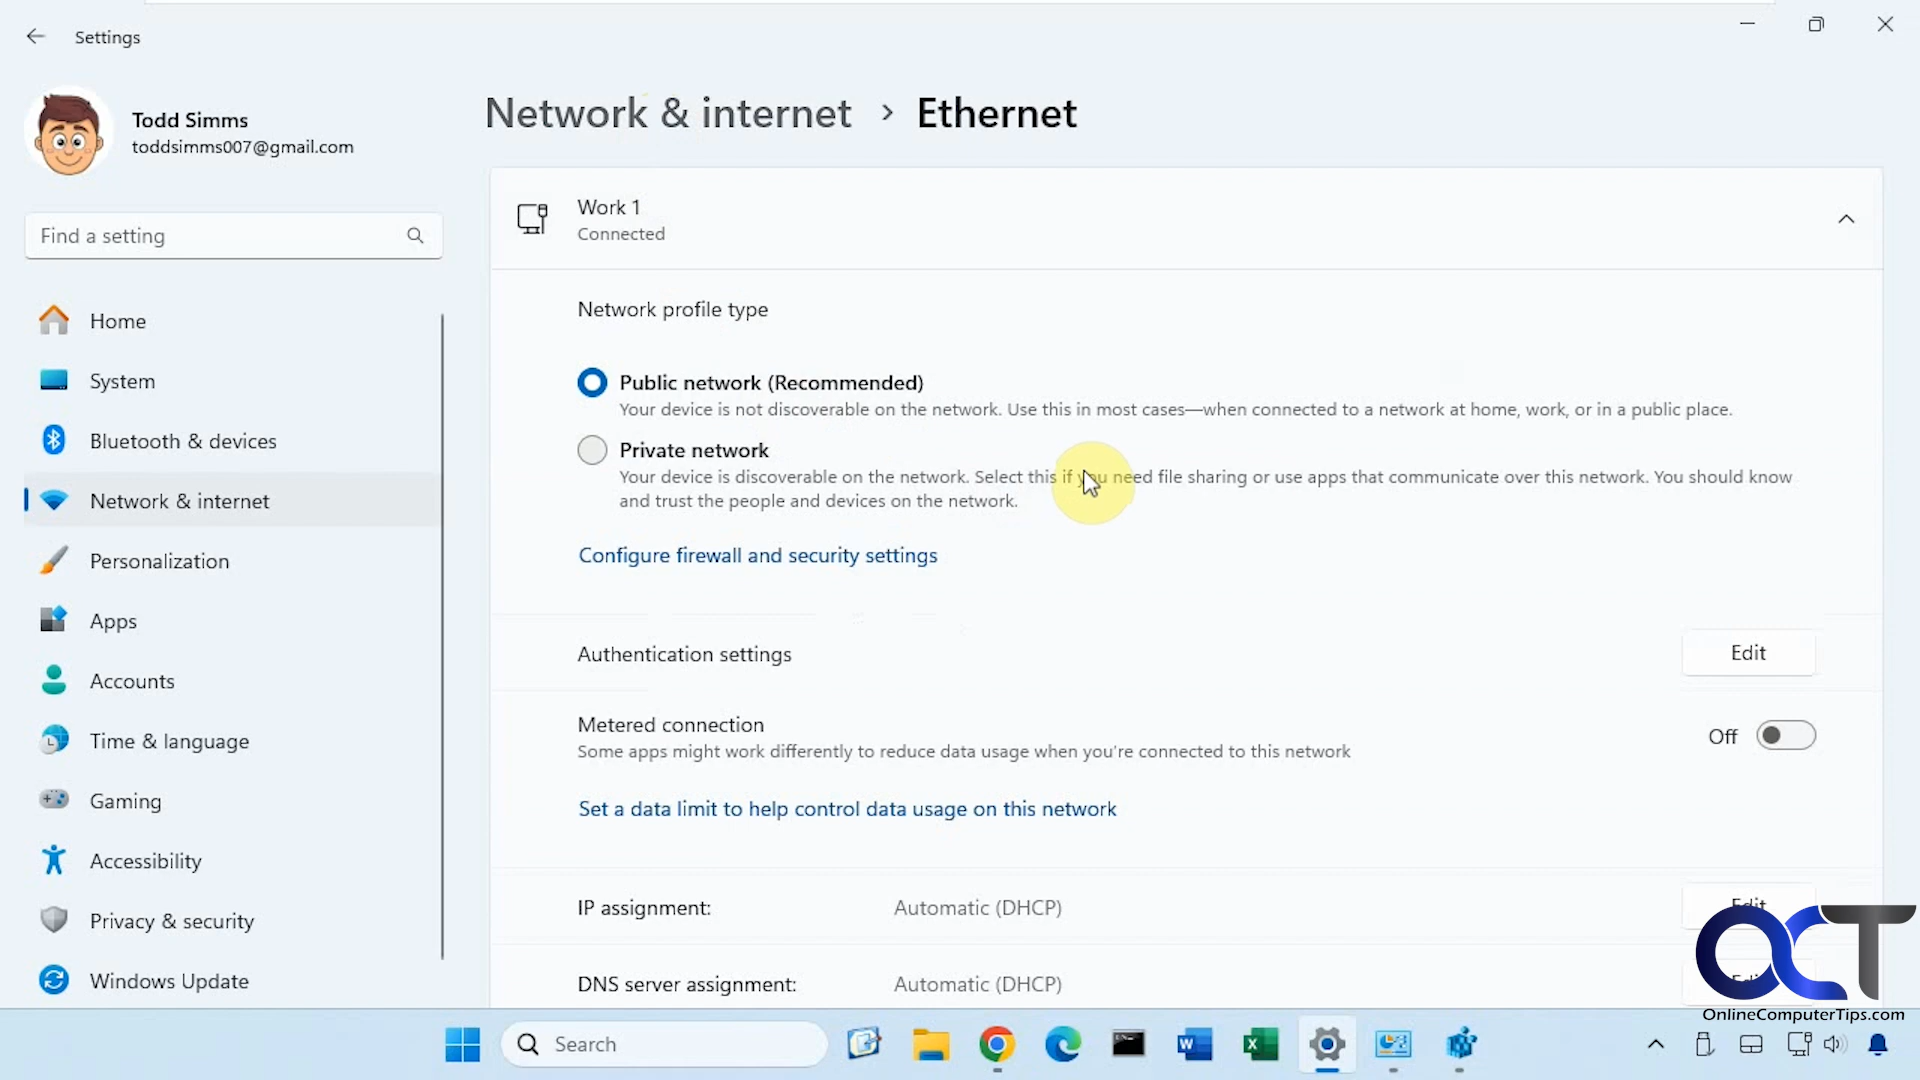 Settings
Todd Simms
toddsimms007@gmail.com
Find a setting
Home
System
Bluetooth & devices
Network & internet
Personalization
Apps
Accounts
Time & language
Gaming
Accessibility
Privacy & security
Windows Update
Network & internet > Ethernet
Work 1
Connected
Network profile type
Public network (Recommended)
Your device is not discoverable on the network. Use this in most cases—when connected to a network at home, work, or in a public place.
Private network
Your device is discoverable on the network. Select this if you need file sharing or use apps that communicate over this network. You should know
and trust the people and devices on the network.
Configure firewall and security settings
Authentication settings
Edit
Metered connection
Some apps might work differently to reduce data usage when you're connected to this network
Off
Set a data limit to help control data usage on this network
IP assignment:
Automatic (DHCP)
Edit
DNS server assignment:
Automatic (DHCP)
OCT
OnlineComputerTips.com
Search